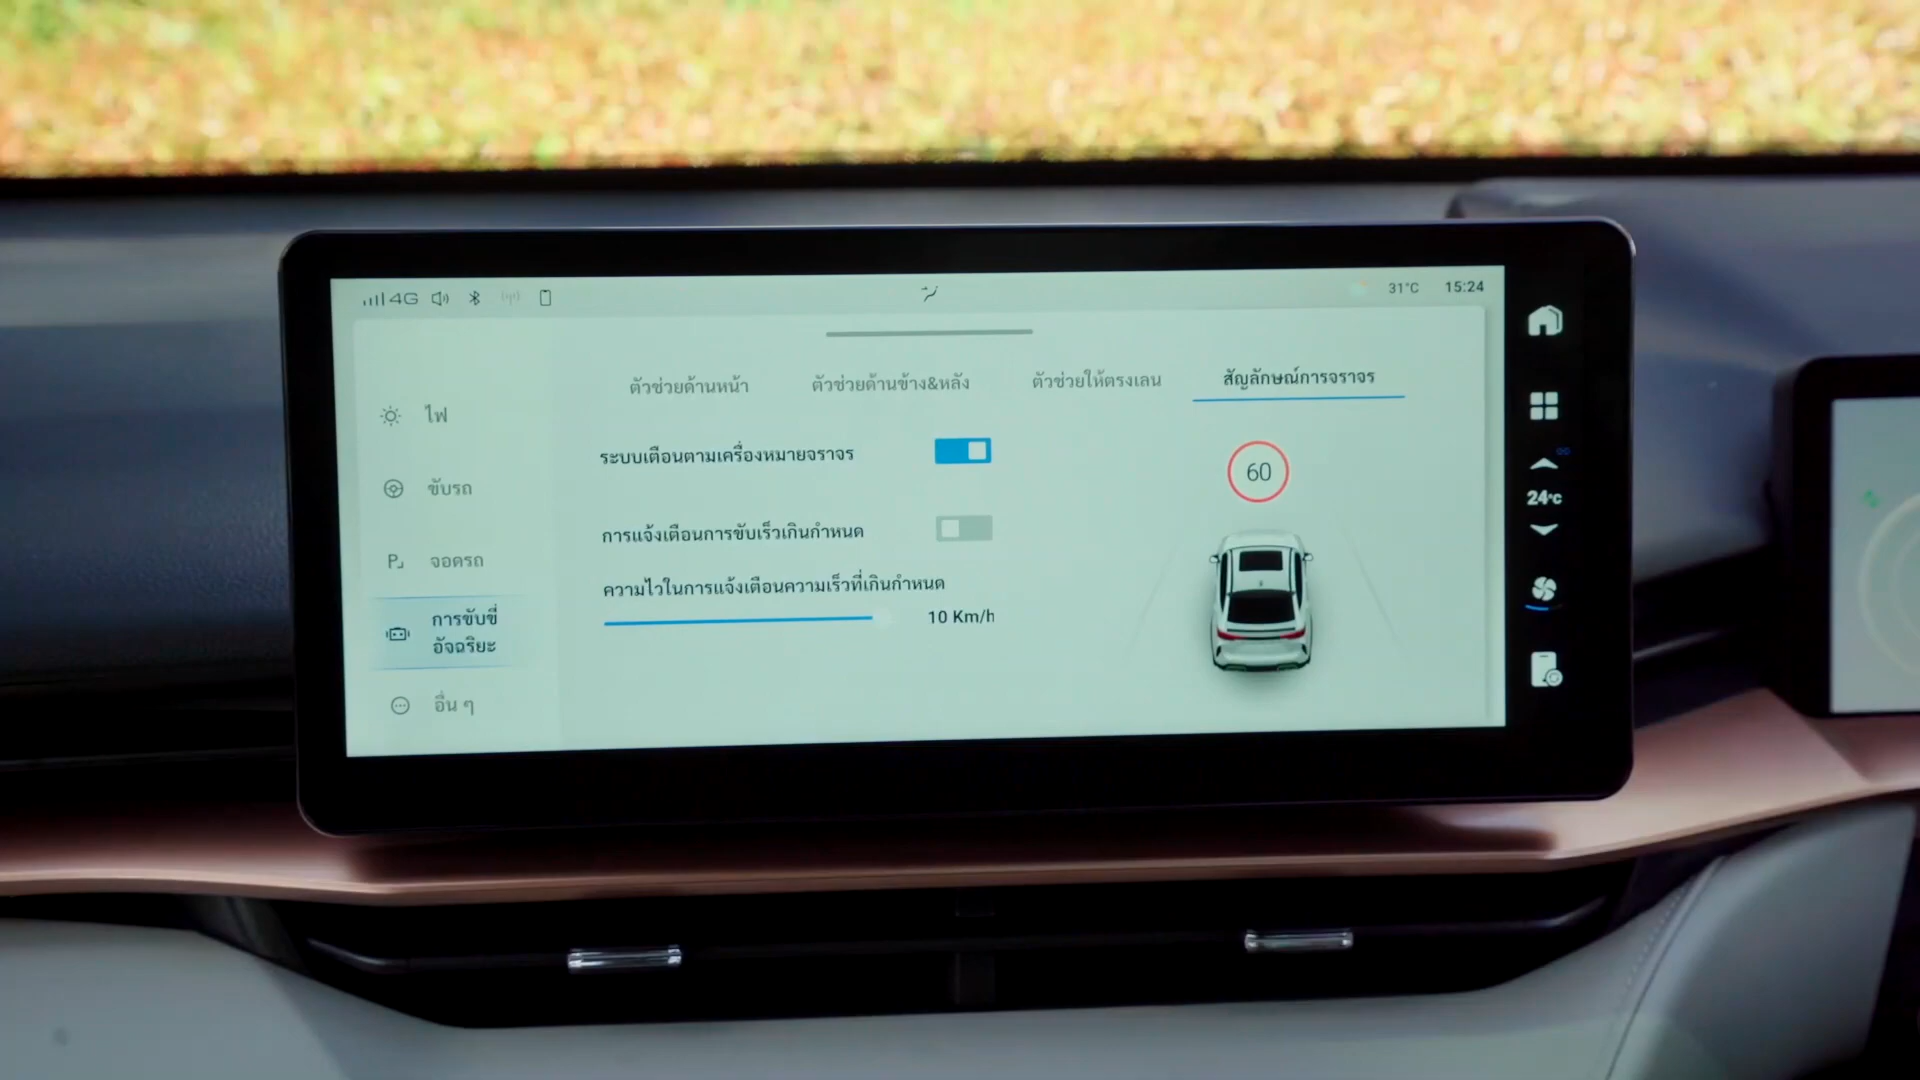 4G
31°C 15:24
ตัวช่วยด้านหน้า ตัวช่วยด้านข้าง&หลัง ตัวช่วยให้ตรงเลน สัญลักษณ์การจราจร
ไฟ
ขับรถ
จอดรถ
การขับขี่
อัจฉริยะ
อื่น ๆ
ระบบเตือนตามเครื่องหมายจราจร
การแจ้งเตือนการขับเร็วเกินกำหนด
ความไวในการแจ้งเตือนความเร็วที่เกินกำหนด
10 Km/h
60
24°C